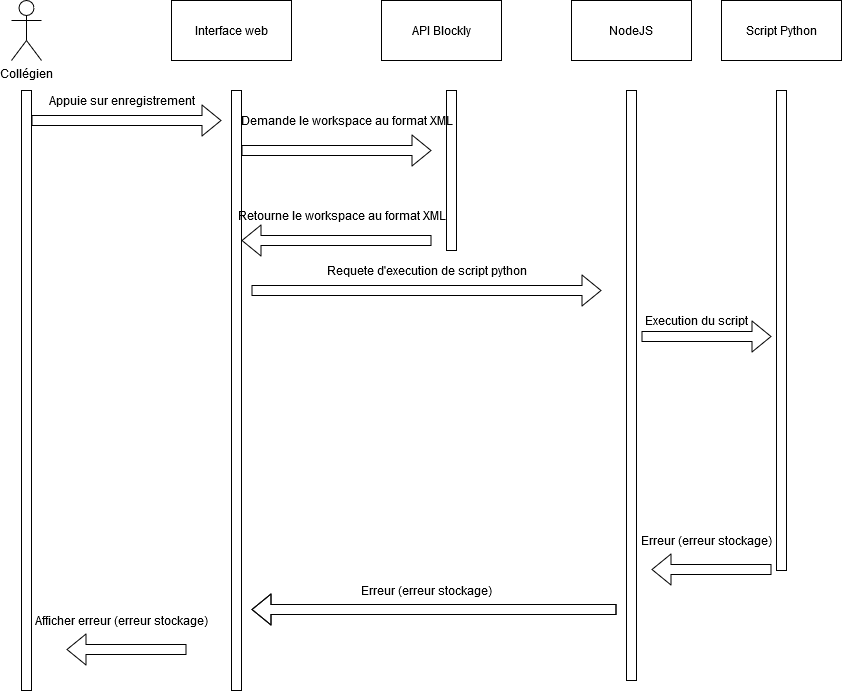 Interface web
API Blockly
NodeJS
Script Python
Collégien
Appuie sur enregistrement
Demande le workspace au format XML
Retourne le workspace au format XML
Requete d'execution de script python
Execution du script
Erreur (erreur stockage)
Erreur (erreur stockage)
Afficher erreur (erreur stockage)